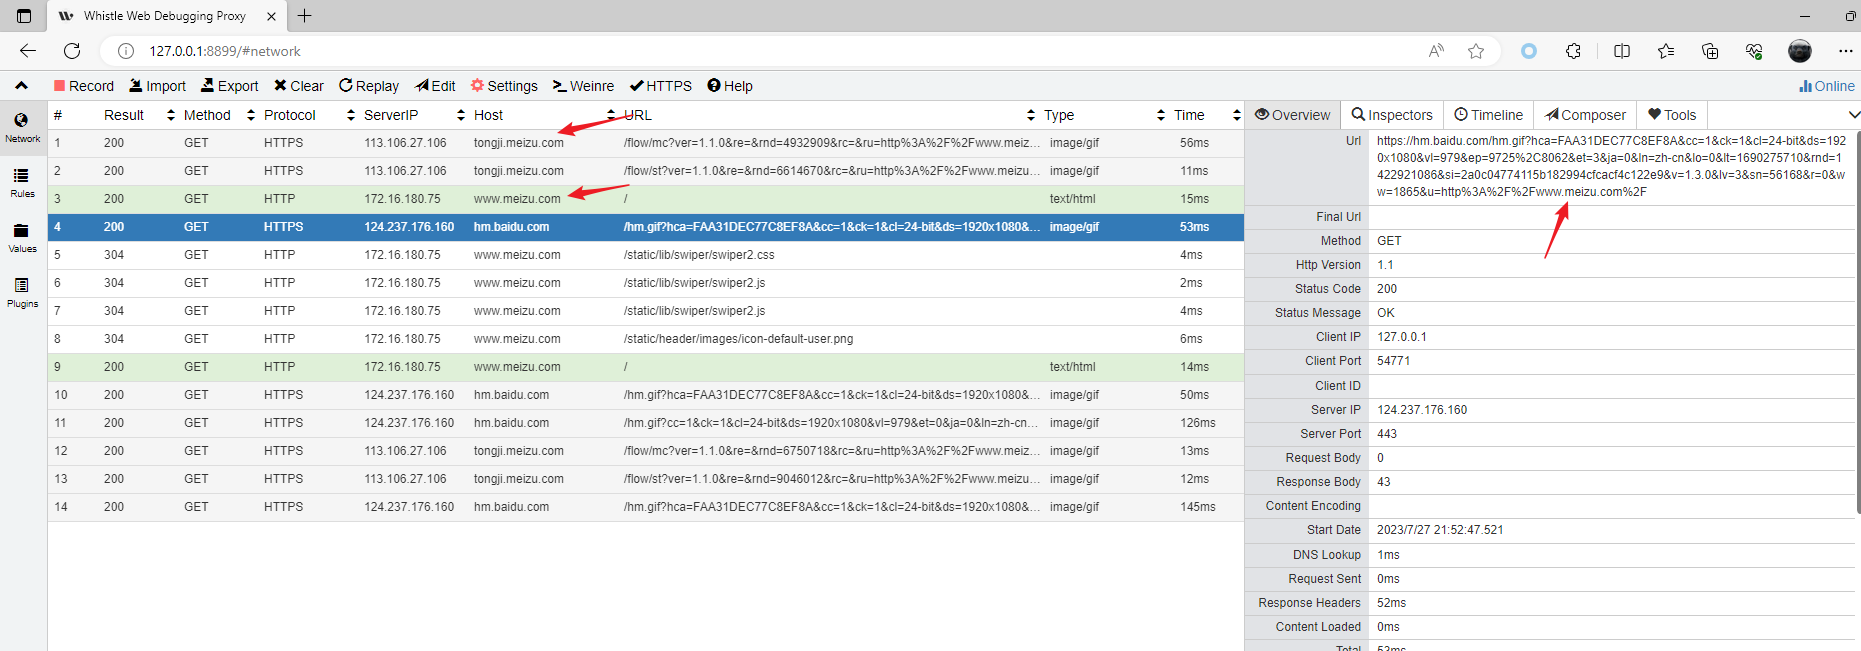 Whistle Web Debugging Proxy
127.0.0.1:8899/#network
Record Import Export Clear Replay Edit Settings Weinre HTTPS Help Online
Network
Rules
Values
Plugins
# Result Method Protocol ServerIP Host URL Type Time
1 200 GET HTTPS 113.106.27.106 tongji.meizu.com /flow/mc?ver=1.1.0&re=&rnd=4932909&rc=&ru=http%3A%2F%2Fwww.meiz... image/gif 56ms
2 200 GET HTTPS 113.106.27.106 tongji.meizu.com /flow/st?ver=1.1.0&re=&rnd=6614670&rc=&ru=http%3A%2F%2Fwww.meizu... image/gif 11ms
3 200 GET HTTP 172.16.180.75 www.meizu.com / text/html 15ms
4 200 GET HTTPS 124.237.176.160 hm.baidu.com /hm.gif?hca=FAA31DEC77C8EF8A&cc=1&ck=1&cl=24-bit&ds=1920x1080&... image/gif 53ms
5 304 GET HTTP 172.16.180.75 www.meizu.com /static/lib/swiper/swiper2.css 4ms
6 304 GET HTTP 172.16.180.75 www.meizu.com /static/lib/swiper/swiper2.js 2ms
7 304 GET HTTP 172.16.180.75 www.meizu.com /static/lib/swiper/swiper2.js 4ms
8 304 GET HTTP 172.16.180.75 www.meizu.com /static/header/images/icon-default-user.png 6ms
9 200 GET HTTP 172.16.180.75 www.meizu.com / text/html 14ms
10 200 GET HTTPS 124.237.176.160 hm.baidu.com /hm.gif?hca=FAA31DEC77C8EF8A&cc=1&ck=1&cl=24-bit&ds=1920x1080&... image/gif 50ms
11 200 GET HTTPS 124.237.176.160 hm.baidu.com /hm.gif?cc=1&ck=1&cl=24-bit&ds=1920x1080&vl=979&et=0&ja=0&ln=zh-cn... image/gif 126ms
12 200 GET HTTPS 113.106.27.106 tongji.meizu.com /flow/mc?ver=1.1.0&re=&rnd=6750718&rc=&ru=http%3A%2F%2Fwww.meiz... image/gif 13ms
13 200 GET HTTPS 113.106.27.106 tongji.meizu.com /flow/st?ver=1.1.0&re=&rnd=9046012&rc=&ru=http%3A%2F%2Fwww.meizu... image/gif 12ms
14 200 GET HTTPS 124.237.176.160 hm.baidu.com /hm.gif?hca=FAA31DEC77C8EF8A&cc=1&ck=1&cl=24-bit&ds=1920x1080&... image/gif 145ms
Overview Inspectors Timeline Composer Tools
Url https://hm.baidu.com/hm.gif?hca=FAA31DEC77C8EF8A&cc=1&ck=1&cl=24-bit&ds=192
0x1080&vl=979&ep=9725%2C8062&et=3&ja=0&ln=zh-cn&lo=0&lt=1690275710&rnd=1
422921086&si=2a0c04774115b182994cfcacf4c122e9&v=1.3.0&lv=3&sn=56168&r=0&
ww=1865&u=http%3A%2F%2Fwww.meizu.com%2F
Final Url
Method GET
Http Version 1.1
Status Code 200
Status Message OK
Client IP 127.0.0.1
Client Port 54771
Client ID
Server IP 124.237.176.160
Server Port 443
Request Body 0
Response Body 43
Content Encoding
Start Date 2023/7/27 21:52:47.521
DNS Lookup 1ms
Request Sent 0ms
Response Headers 52ms
Content Loaded 0ms
Total 53ms